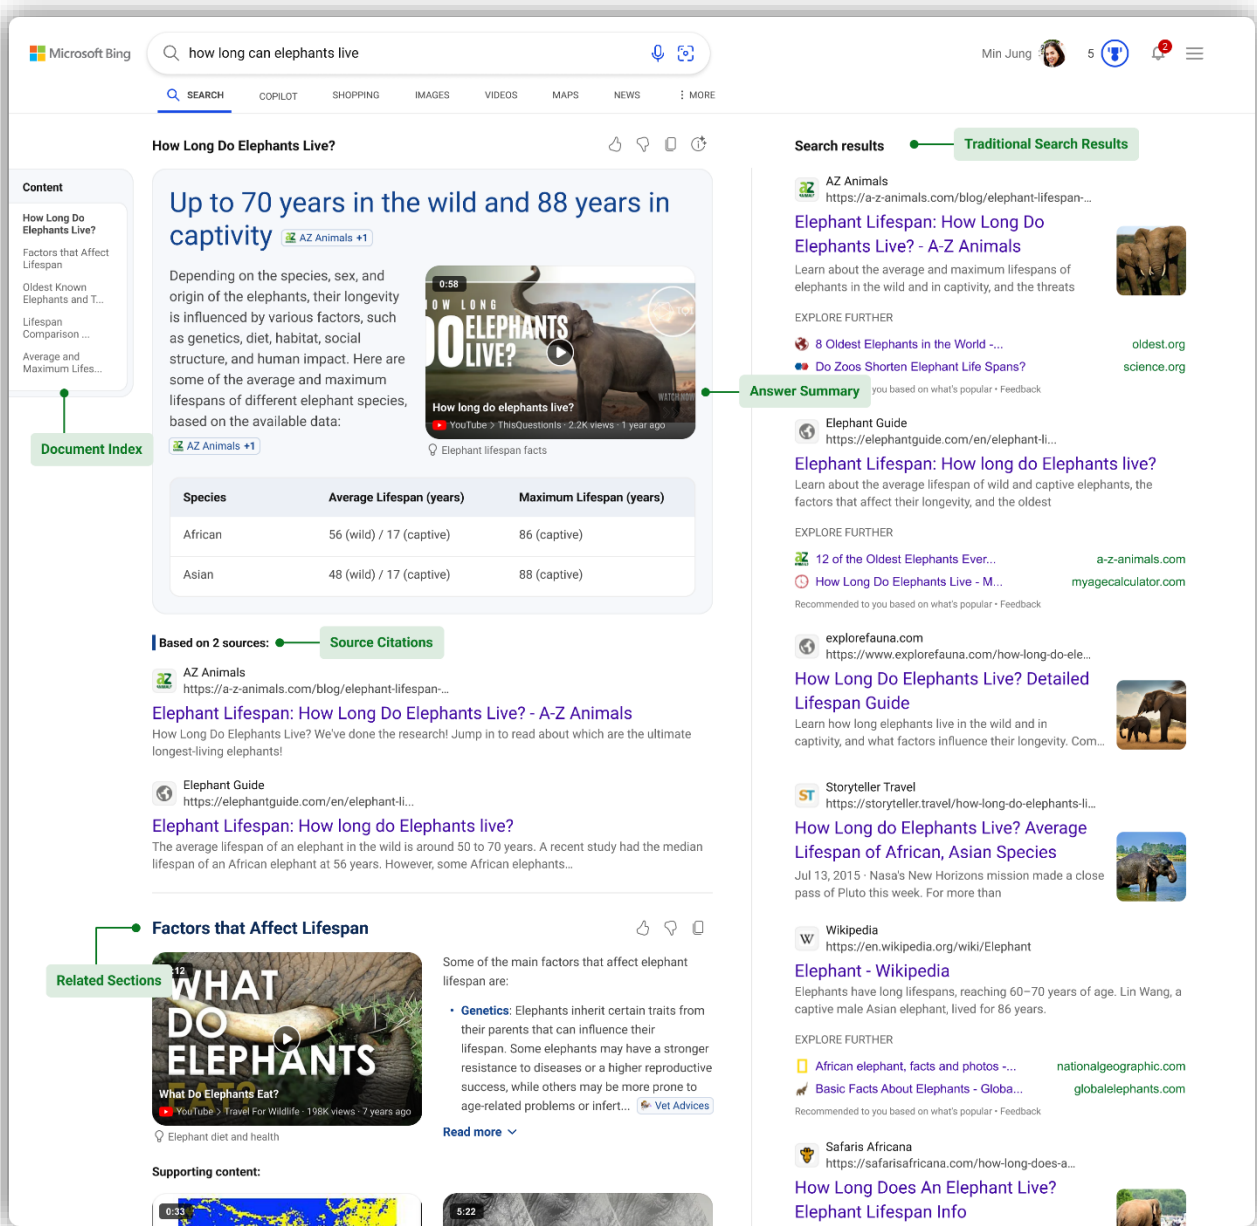 Microsoft Bing
how long can elephants live
Min Jung
5
2
SEARCH
COPILOT
SHOPPING
IMAGES
VIDEOS
MAPS
NEWS
MORE
How Long Do Elephants Live?
Content
How Long Do
Elephants Live?
Factors that Affect
Lifespan
Oldest Known
Elephants and T...
Lifespan
Comparison ...
Average and
Maximum Lifes...
Document Index
Up to 70 years in the wild and 88 years in
captivity AZ Animals +1
Depending on the species, sex, and
origin of the elephants, their longevity
is influenced by various factors, such
as genetics, diet, habitat, social
structure, and human impact. Here are
some of the average and maximum
lifespans of different elephant species,
based on the available data:
AZ Animals +1
0:58
HOW LONG
DO ELEPHANTS
LIVE?
WATCH NOW
How long do elephants live?
YouTube > ThisQuestionIs · 2.2K views · 1 year ago
Elephant lifespan facts
Answer Summary
Species Average Lifespan (years) Maximum Lifespan (years)
African 56 (wild) / 17 (captive) 86 (captive)
Asian 48 (wild) / 17 (captive) 88 (captive)
Based on 2 sources:
Source Citations
AZ Animals
https://a-z-animals.com/blog/elephant-lifespan-...
Elephant Lifespan: How Long Do Elephants Live? - A-Z Animals
How Long Do Elephants Live? We've done the research! Jump in to read about which are the ultimate
longest-living elephants!
Elephant Guide
https://elephantguide.com/en/elephant-li...
Elephant Lifespan: How long do Elephants live?
The average lifespan of an elephant in the wild is around 50 to 70 years. A recent study had the median
lifespan of an African elephant at 56 years. However, some African elephants...
Related Sections
Factors that Affect Lifespan
:12
WHAT
DO
ELEPHANTS
EAT?
What Do Elephants Eat?
YouTube > Travel For Wildlife · 198K views · 7 years ago
Elephant diet and health
Some of the main factors that affect elephant
lifespan are:
• Genetics: Elephants inherit certain traits from
their parents that can influence their
lifespan. Some elephants may have a stronger
resistance to diseases or a higher reproductive
success, while others may be more prone to
age-related problems or infert... Vet Advices
Read more
Supporting content:
0:33
5:22
Search results
Traditional Search Results
AZ Animals
https://a-z-animals.com/blog/elephant-lifespan-...
Elephant Lifespan: How Long Do
Elephants Live? - A-Z Animals
Learn about the average and maximum lifespans of
elephants in the wild and in captivity, and the threats
EXPLORE FURTHER
8 Oldest Elephants in the World -... oldest.org
Do Zoos Shorten Elephant Life Spans? science.org
you based on what's popular • Feedback
Elephant Guide
https://elephantguide.com/en/elephant-li...
Elephant Lifespan: How long do Elephants live?
Learn about the average lifespan of wild and captive elephants, the
factors that affect their longevity, and the oldest
EXPLORE FURTHER
12 of the Oldest Elephants Ever... a-z-animals.com
How Long Do Elephants Live - M... myagecalculator.com
Recommended to you based on what's popular • Feedback
explorefauna.com
https://www.explorefauna.com/how-long-do-ele...
How Long Do Elephants Live? Detailed
Lifespan Guide
Learn how long elephants live in the wild and in
captivity, and what factors influence their longevity. Com...
Storyteller Travel
https://storyteller.travel/how-long-do-elephants-li...
How Long do Elephants Live? Average
Lifespan of African, Asian Species
Jul 13, 2015 · Nasa's New Horizons mission made a close
pass of Pluto this week. For more than
Wikipedia
https://en.wikipedia.org/wiki/Elephant
Elephant - Wikipedia
Elephants have long lifespans, reaching 60–70 years of age. Lin Wang, a
captive male Asian elephant, lived for 86 years.
EXPLORE FURTHER
African elephant, facts and photos -... nationalgeographic.com
Basic Facts About Elephants - Globa... globalelephants.com
Recommended to you based on what's popular • Feedback
Safaris Africana
https://safarisafricana.com/how-long-does-a...
How Long Does An Elephant Live?
Elephant Lifespan Info